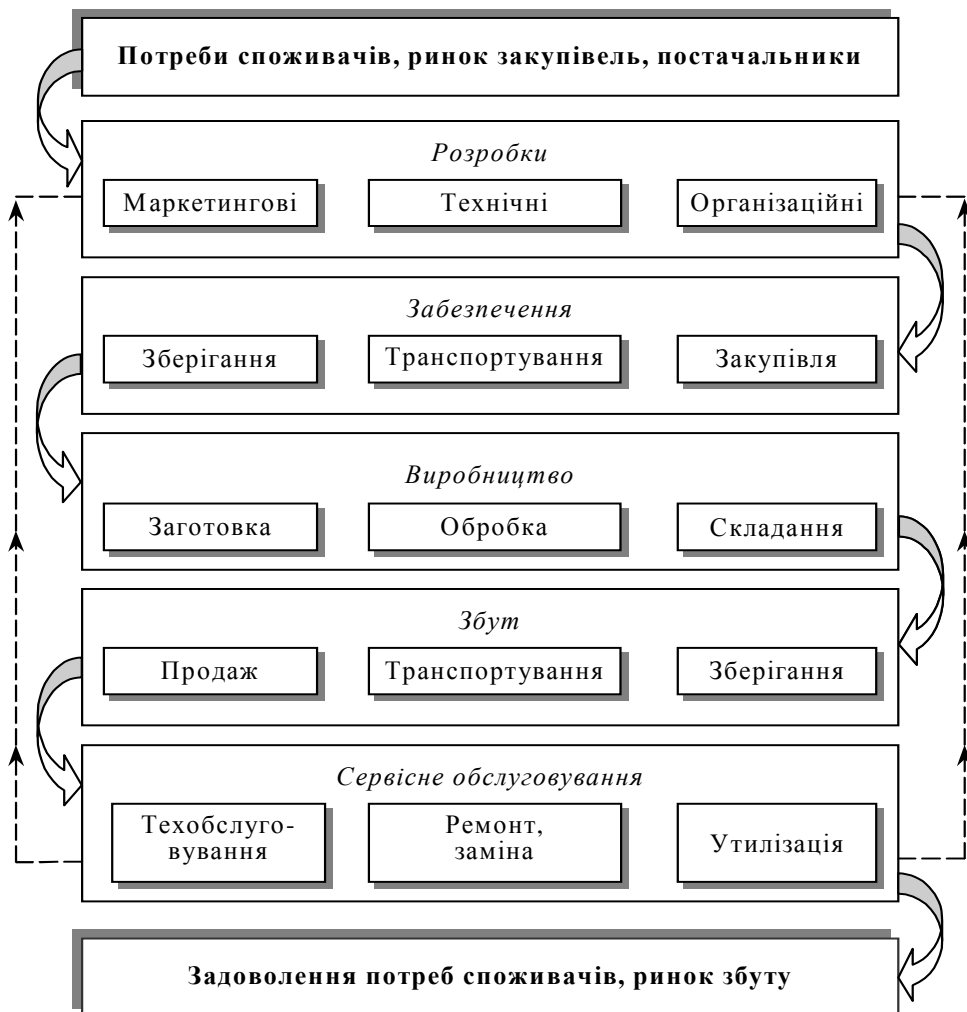 Потреби споживачів, ринок закупівель, постачальники
Розробки
Маркетингові
Технічні
Організаційні
Забезпечення
Зберігання
Транспортування
Закупівля
Виробництво
Заготовка
Обробка
Складання
Збут
Продаж
Транспортування
Зберігання
Сервісне обслуговування
Техобслуго-
вування
Ремонт,
заміна
Утилізація
Задоволення потреб споживачів, ринок збуту